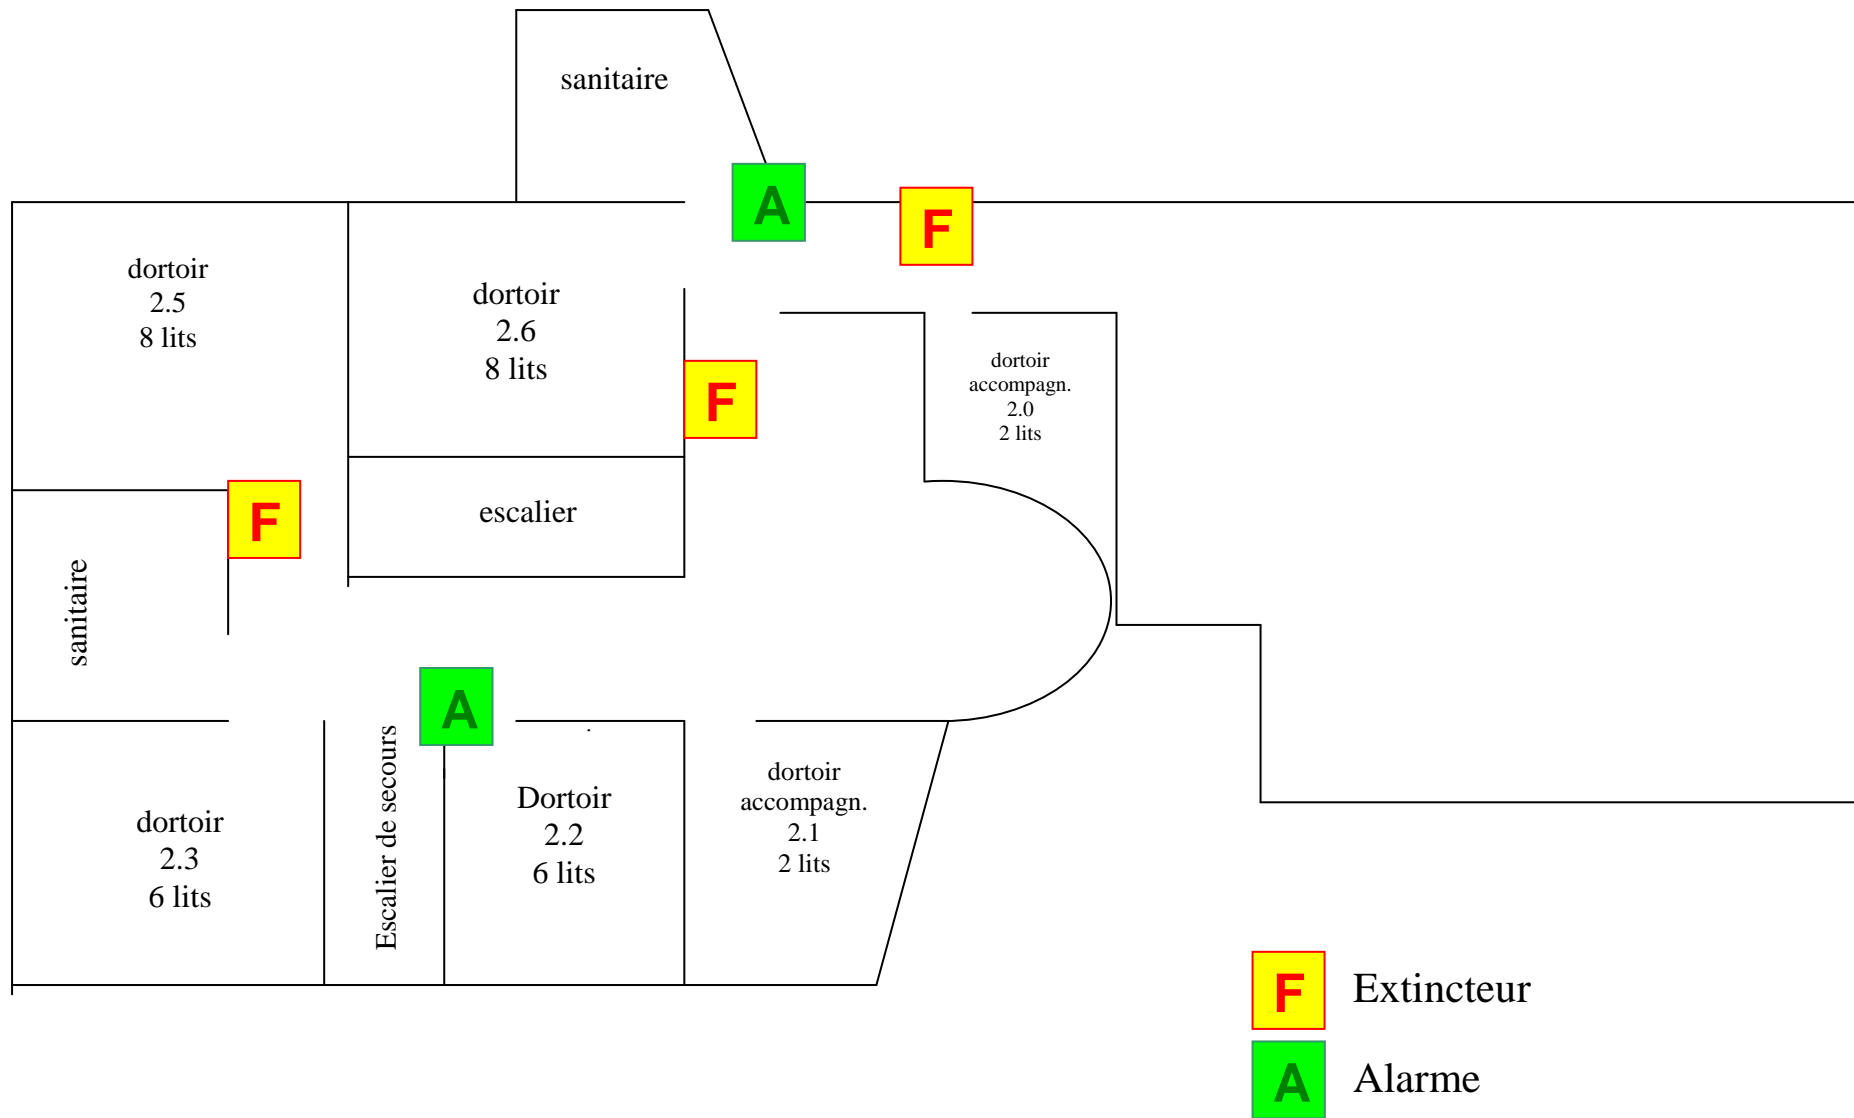 sanitaire
A
F
dortoir
2.5
8 lits
dortoir
2.6
8 lits
F
dortoir
accompagn.
2.0
2 lits
F
escalier
sanitaire
A
Escalier de secours
dortoir
2.3
6 lits
Dortoir
2.2
6 lits
dortoir
accompagn.
2.1
2 lits
F Extincteur
A Alarme